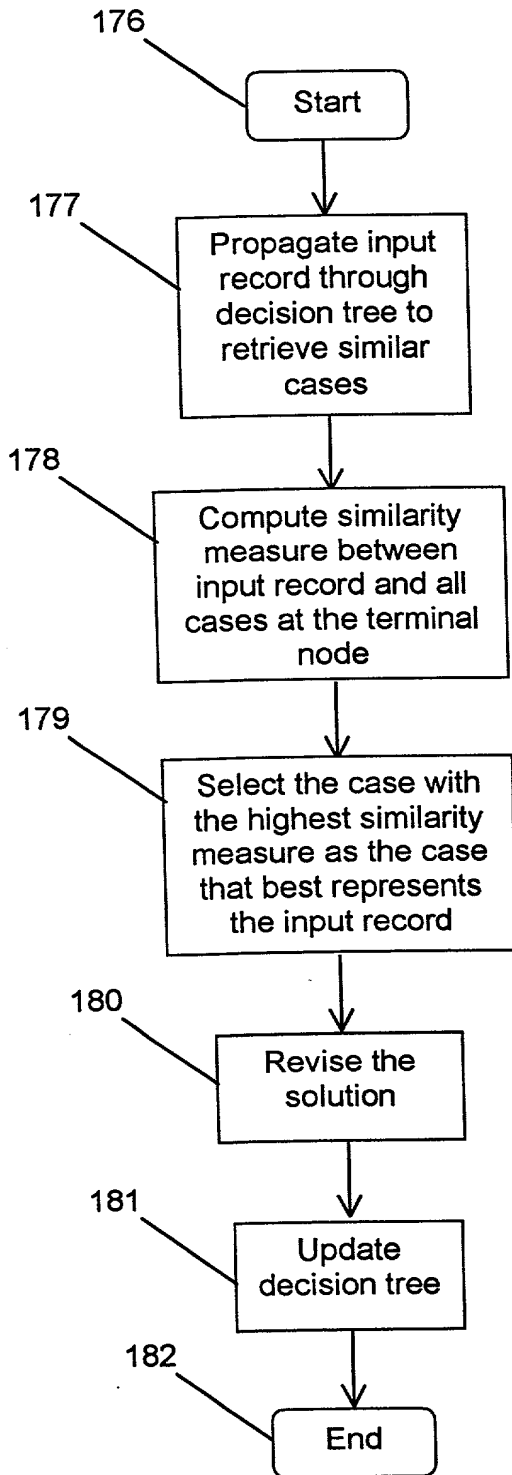 176
Start
177
Propagate input
record through
decision tree to
retrieve similar
cases
178
Compute similarity
measure between
input record and all
cases at the terminal
node
179
Select the case with
the highest similarity
measure as the case
that best represents
the input record
180
Revise the
solution
181
Update
decision tree
182
End